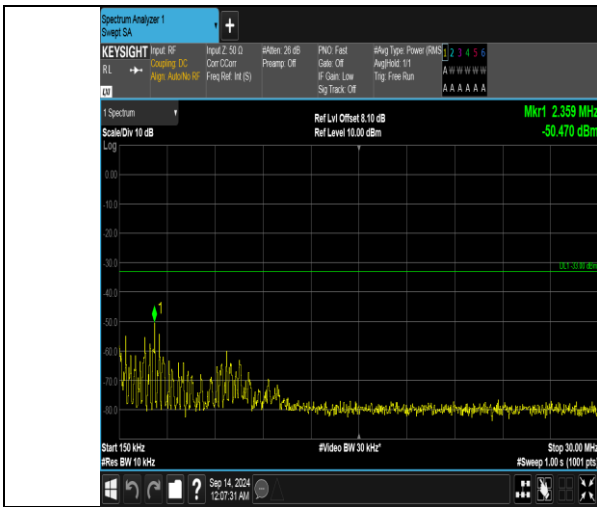 Spectrum Analyzer 1
Swept SA
+
KEYSIGHT
RL
LXI
Input: RF
Coupling: DC
Align: Auto/No RF
Input Z: 50 Ω
Corr CCorr
Freq Ref: Int (S)
#Atten: 26 dB
Preamp: Off
PNO: Fast
Gate: Off
IF Gain: Low
Sig Track: Off
#Avg Type: Power (RMS
Avg|Hold: 1/1
Trig: Free Run
1 2 3 4 5 6
A W W W W W
A A A A A A
1 Spectrum
Scale/Div 10 dB
Log
Ref Lvl Offset 8.10 dB
Ref Level 10.00 dBm
Mkr1 2.359 MHz
-50.470 dBm
0.00
-10.0
-20.0
-30.0
DL1 -33.00 dBm
-40.0
1
-50.0
-60.0
-70.0
-80.0
Start 150 kHz
#Video BW 30 kHz*
Stop 30.00 MHz
#Res BW 10 kHz
#Sweep 1.00 s (1001 pts)
?
Sep 14, 2024
12:07:31 AM